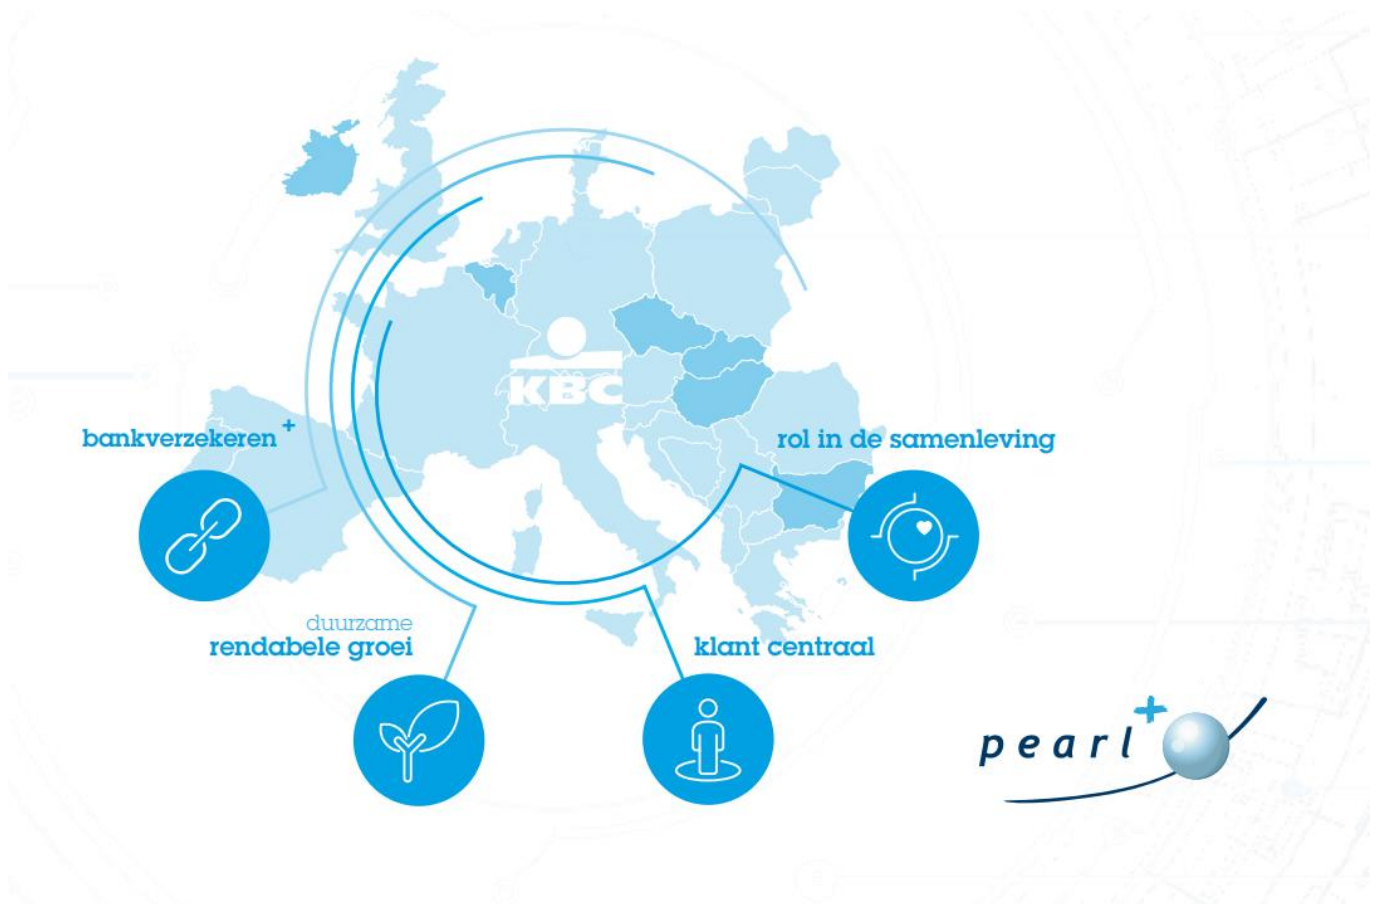 KBC
bankverzekeren +
rol in de samenleving
duurzame
rendabele groei
klant centraal
pearl +